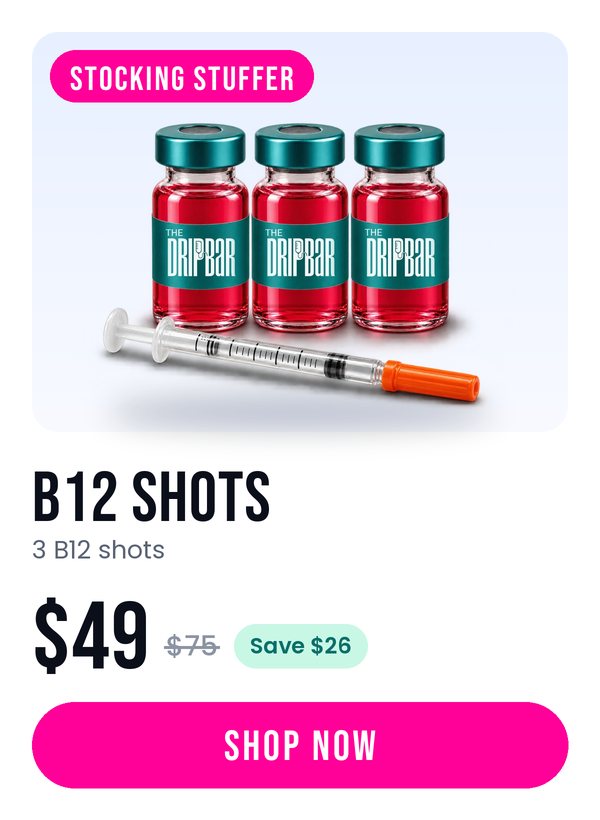 STOCKING STUFFER
THE THE THE
DRIPBAR DRIPBAR DRIPBAR
B12 SHOTS
3 B12 shots
$49 $75 Save $26
SHOP NOW